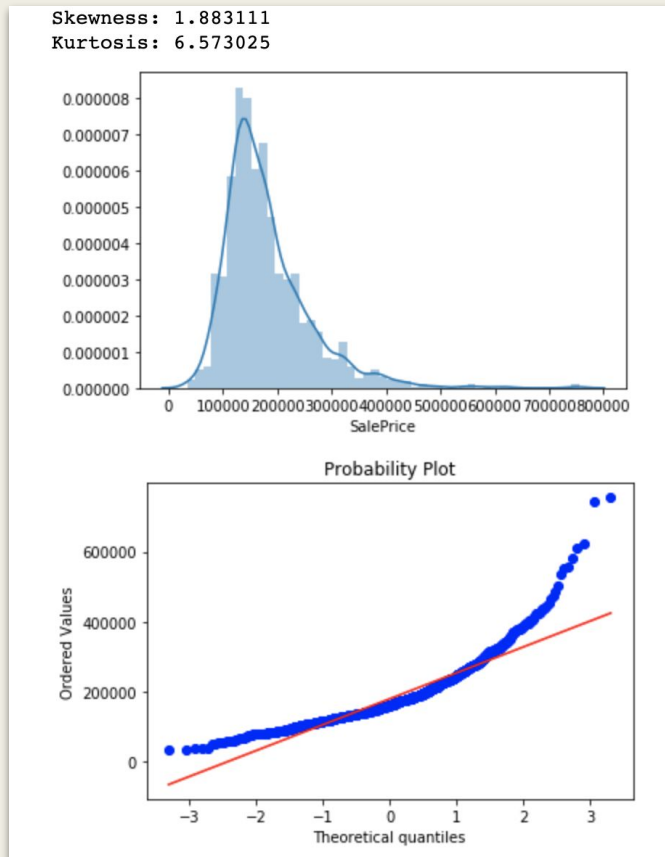 Skewness: 1.883111
Kurtosis: 6.573025
0.000008
0.000007
0.000006
0.000005
0.000004
0.000003
0.000002
0.000001
0.000000
0 100000 200000 300000 400000 500000 600000 700000 800000
SalePrice
Probability Plot
600000
400000
200000
0
Ordered Values
−3 −2 −1 0 1 2 3
Theoretical quantiles